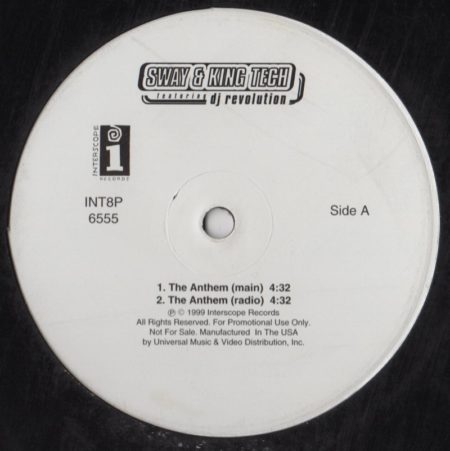 SWAY & KING TECH
featuring dj revolution
INTERSCOPE
i
RECORDS
INT8P
6555
Side A
1. The Anthem (main) 4:32
2. The Anthem (radio) 4:32
℗ © 1999 Interscope Records
All Rights Reserved. For Promotional Use Only.
Not For Sale. Manufactured In The USA
by Universal Music & Video Distribution, Inc.